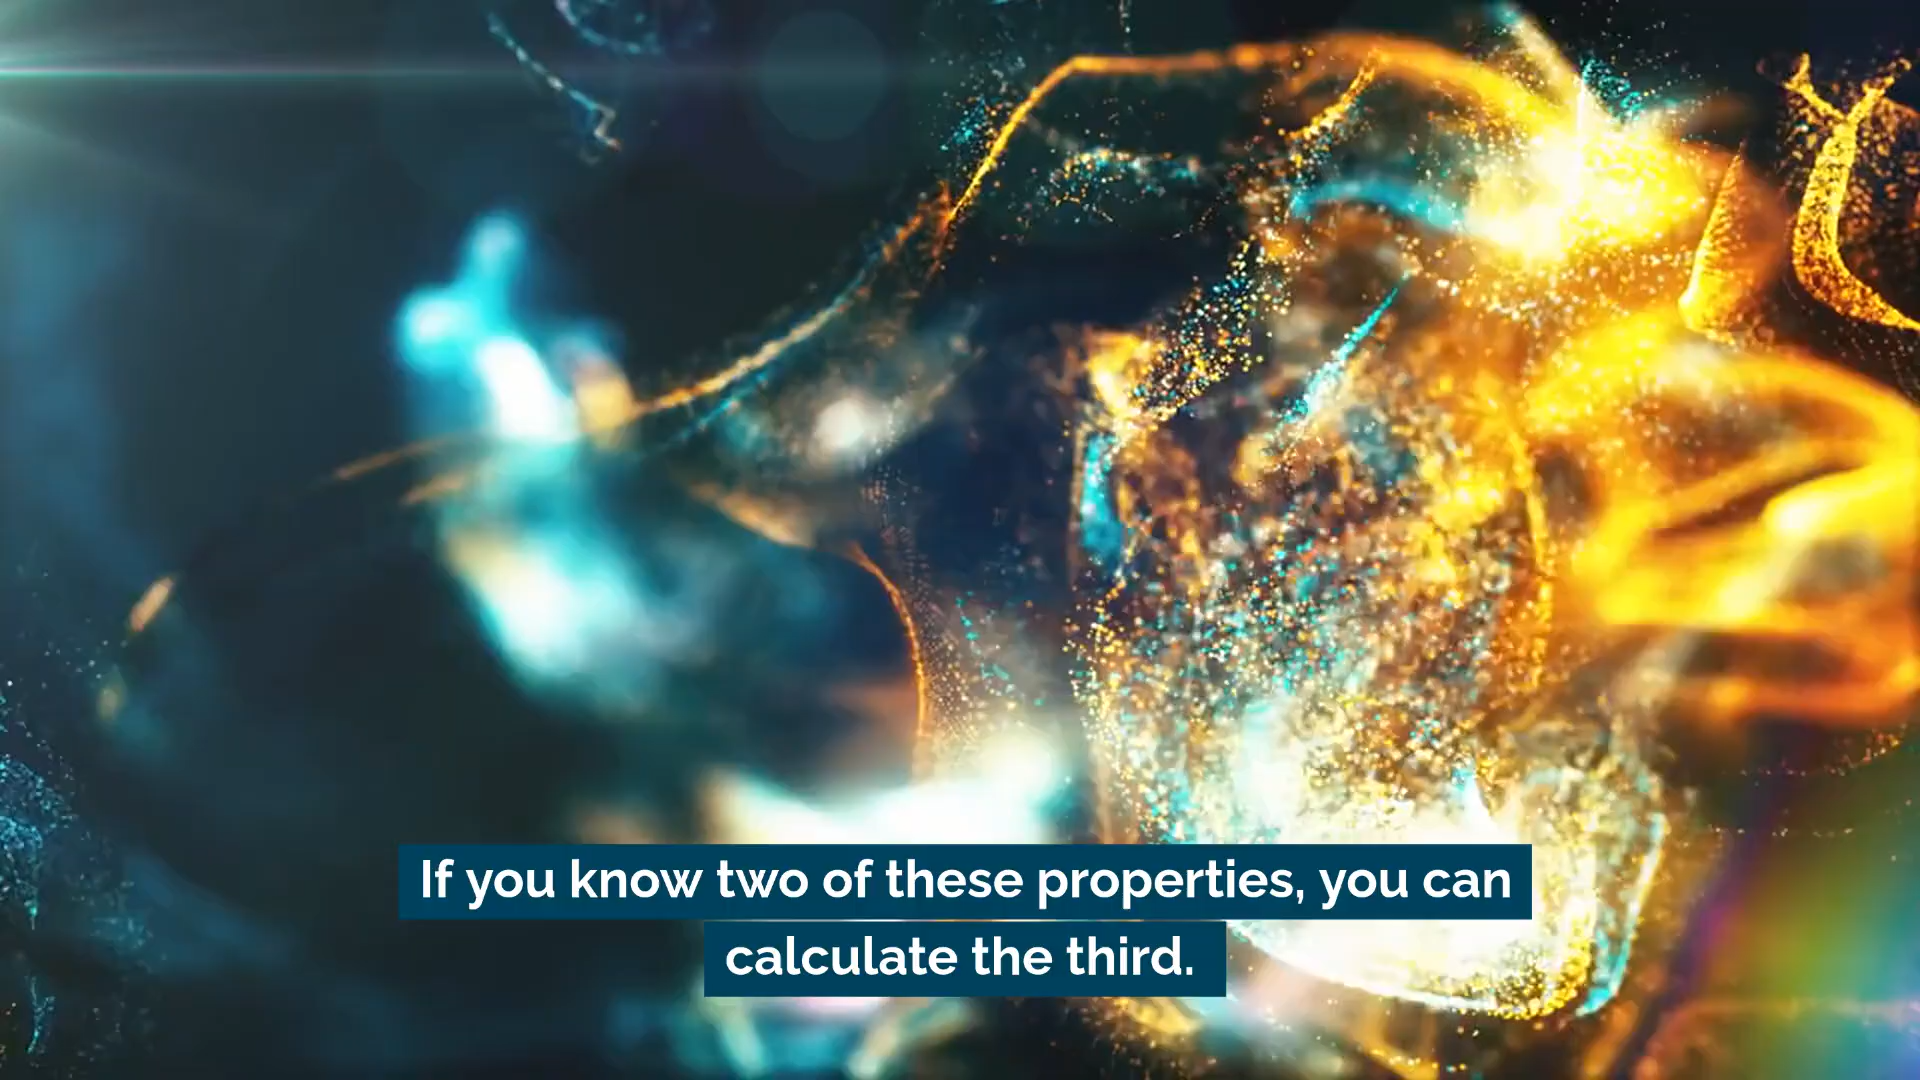 If you know two of these properties, you can
calculate the third.